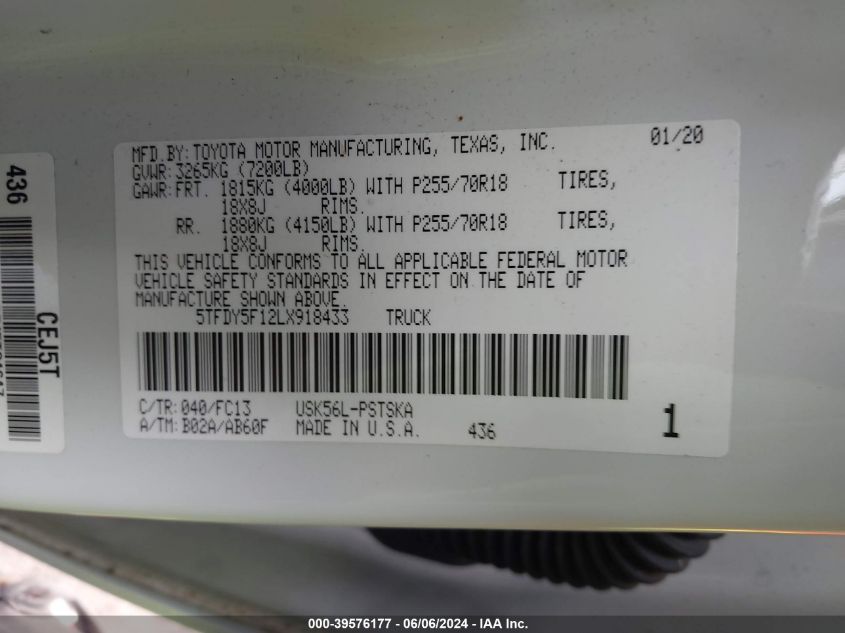 MFD.BY:TOYOTA MOTOR MANUFACTURING, TEXAS, INC. 01/20
GVWR:3265KG (7200LB)
GAWR:FRT. 1815KG (4000LB) WITH P255/70R18 TIRES,
18X8J RIMS.
RR. 1880KG (4150LB) WITH P255/70R18 TIRES,
18X8J RIMS.
THIS VEHICLE CONFORMS TO ALL APPLICABLE FEDERAL MOTOR
VEHICLE SAFETY STANDARDS IN EFFECT ON THE DATE OF
MANUFACTURE SHOWN ABOVE.
5TFDY5F12LX918433 TRUCK
C/TR:040/FC13 USK56L-PSTSKA
A/TM:B02A/AB60F MADE IN U.S.A. 436 1
436
CEJ5T
000-39576177 - 06/06/2024 - IAA Inc.